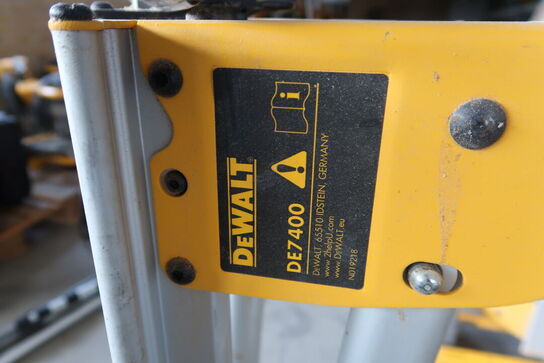 DEWALT
DE7400
DeWALT, 65510 IDSTEIN, GERMANY
www.2helpU.com
www.DeWALT.eu
N019218